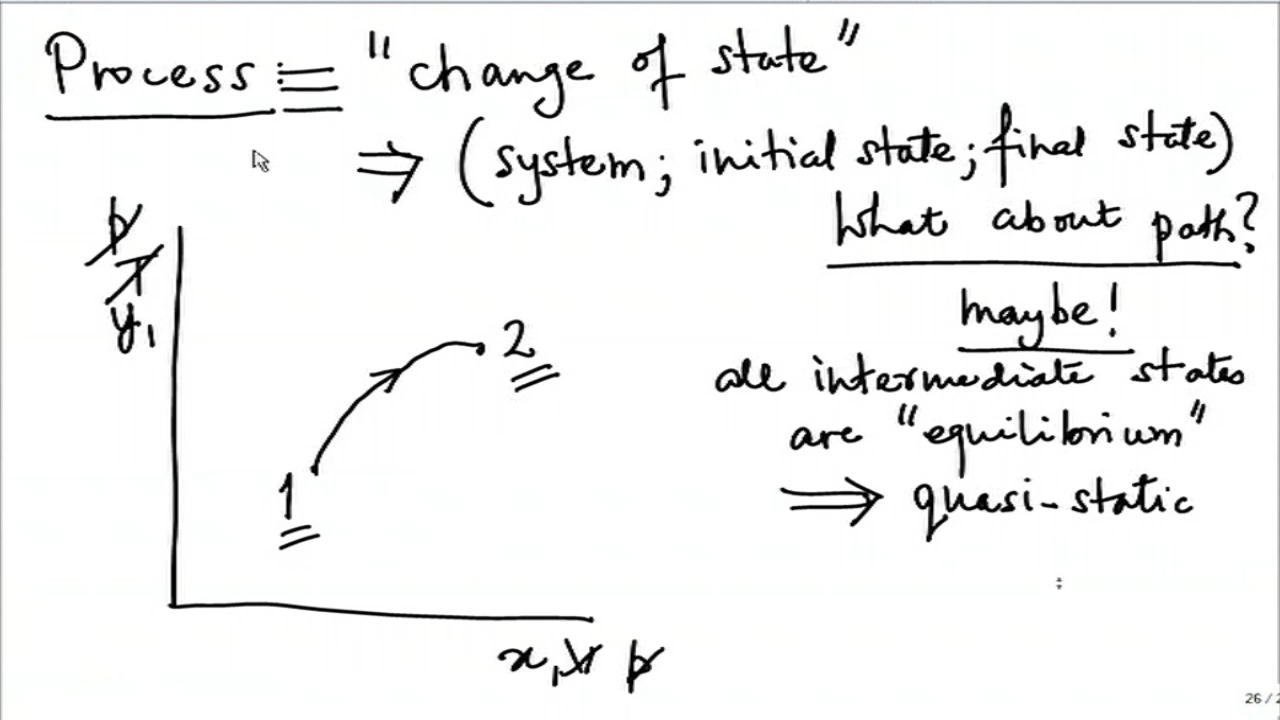 Process ≡ "change of state"
⇒ (system; initial state; final state)
What about path?
maybe!
all intermediate states
are "equilibrium"
⇒ quasi-static
p
T
y₁
2
1
x, V p
26 / 2